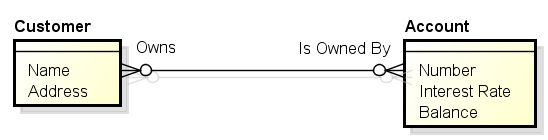 Customer
Name
Address
Owns
Is Owned By
Account
Number
Interest Rate
Balance